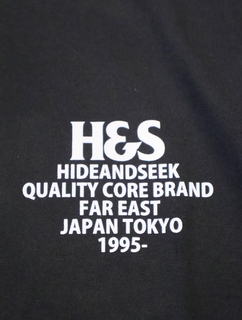 H&S
HIDEANDSEEK
QUALITY CORE BRAND
FAR EAST
JAPAN TOKYO
1995-